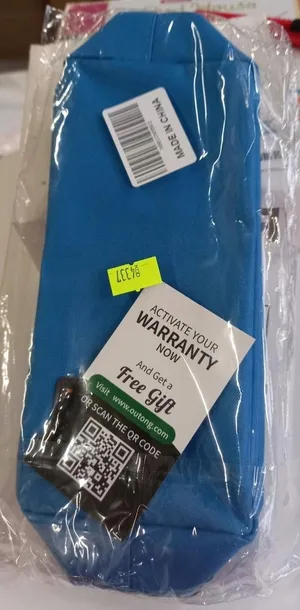 MADE IN CHINA
84337
ACTIVATE YOUR
WARRANTY
NOW
And Get a
Free Gift
Visit www.outong.com
OR SCAN THE QR CODE